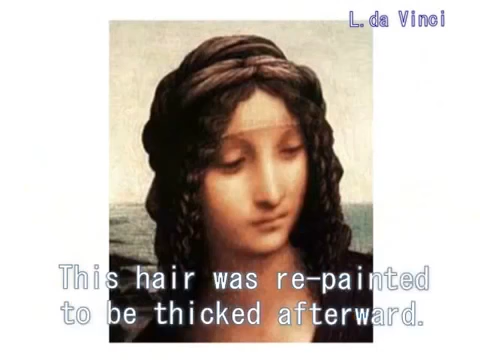 L.da Vinci
This hair was re-painted
to be thicked afterward.